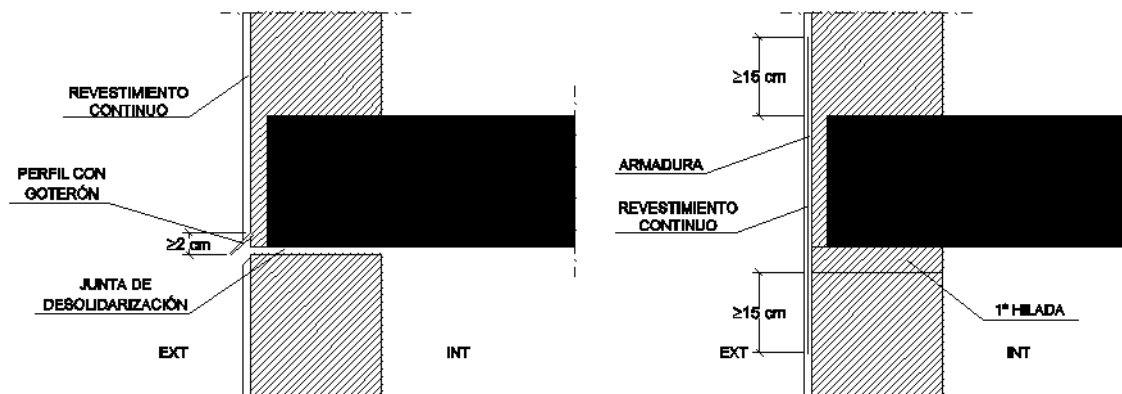 REVESTIMIENTO
CONTINUO
PERFIL CON
GOTERÓN
≥2 cm
JUNTA DE
DESOLIDARIZACIÓN
EXT
INT
≥15 cm
ARMADURA
REVESTIMIENTO
CONTINUO
≥15 cm
1ª HILADA
EXT
INT